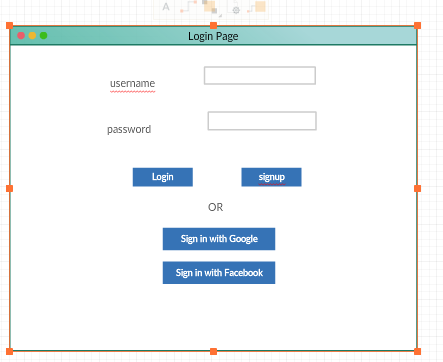 Login Page
username
password
Login signup
OR
Sign in with Google
Sign in with Facebook